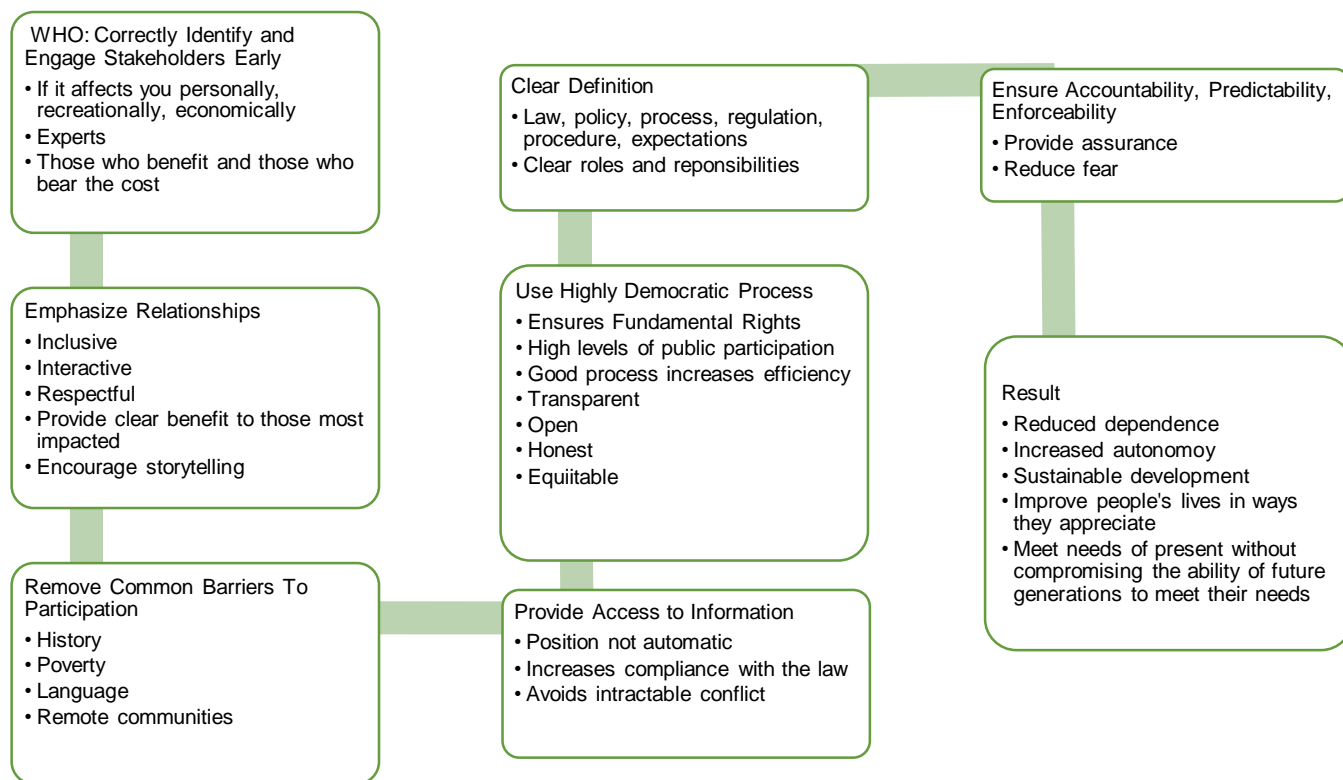 WHO: Correctly Identify and
Engage Stakeholders Early
• If it affects you personally,
recreationally, economically
• Experts
• Those who benefit and those who
bear the cost
Emphasize Relationships
• Inclusive
• Interactive
• Respectful
• Provide clear benefit to those most
impacted
• Encourage storytelling
Remove Common Barriers To
Participation
• History
• Poverty
• Language
• Remote communities
Provide Access to Information
• Position not automatic
• Increases compliance with the law
• Avoids intractable conflict
Use Highly Democratic Process
• Ensures Fundamental Rights
• High levels of public participation
• Good process increases efficiency
• Transparent
• Open
• Honest
• Equiitable
Clear Definition
• Law, policy, process, regulation,
procedure, expectations
• Clear roles and reponsibilities
Ensure Accountability, Predictability,
Enforceability
• Provide assurance
• Reduce fear
Result
• Reduced dependence
• Increased autonomoy
• Sustainable development
• Improve people's lives in ways
they appreciate
• Meet needs of present without
compromising the ability of future
generations to meet their needs